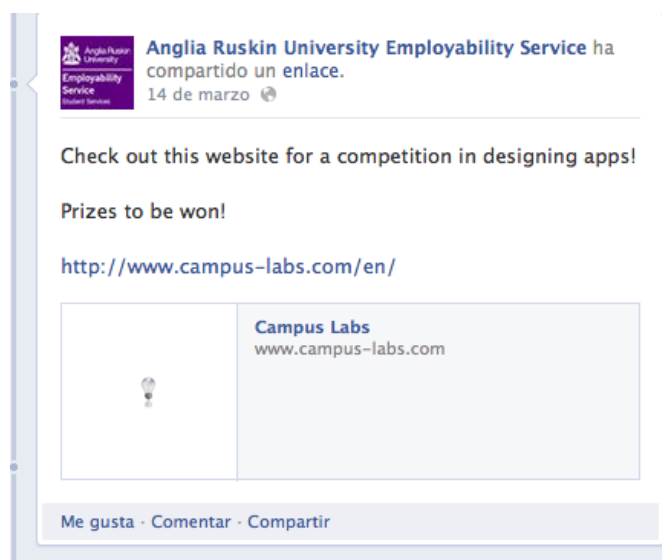 Anglia Ruskin
University
Employability
Service
Student Services
Anglia Ruskin University Employability Service ha
compartido un enlace.
14 de marzo
Check out this website for a competition in designing apps!
Prizes to be won!
http://www.campus-labs.com/en/
Campus Labs
www.campus-labs.com
Me gusta · Comentar · Compartir